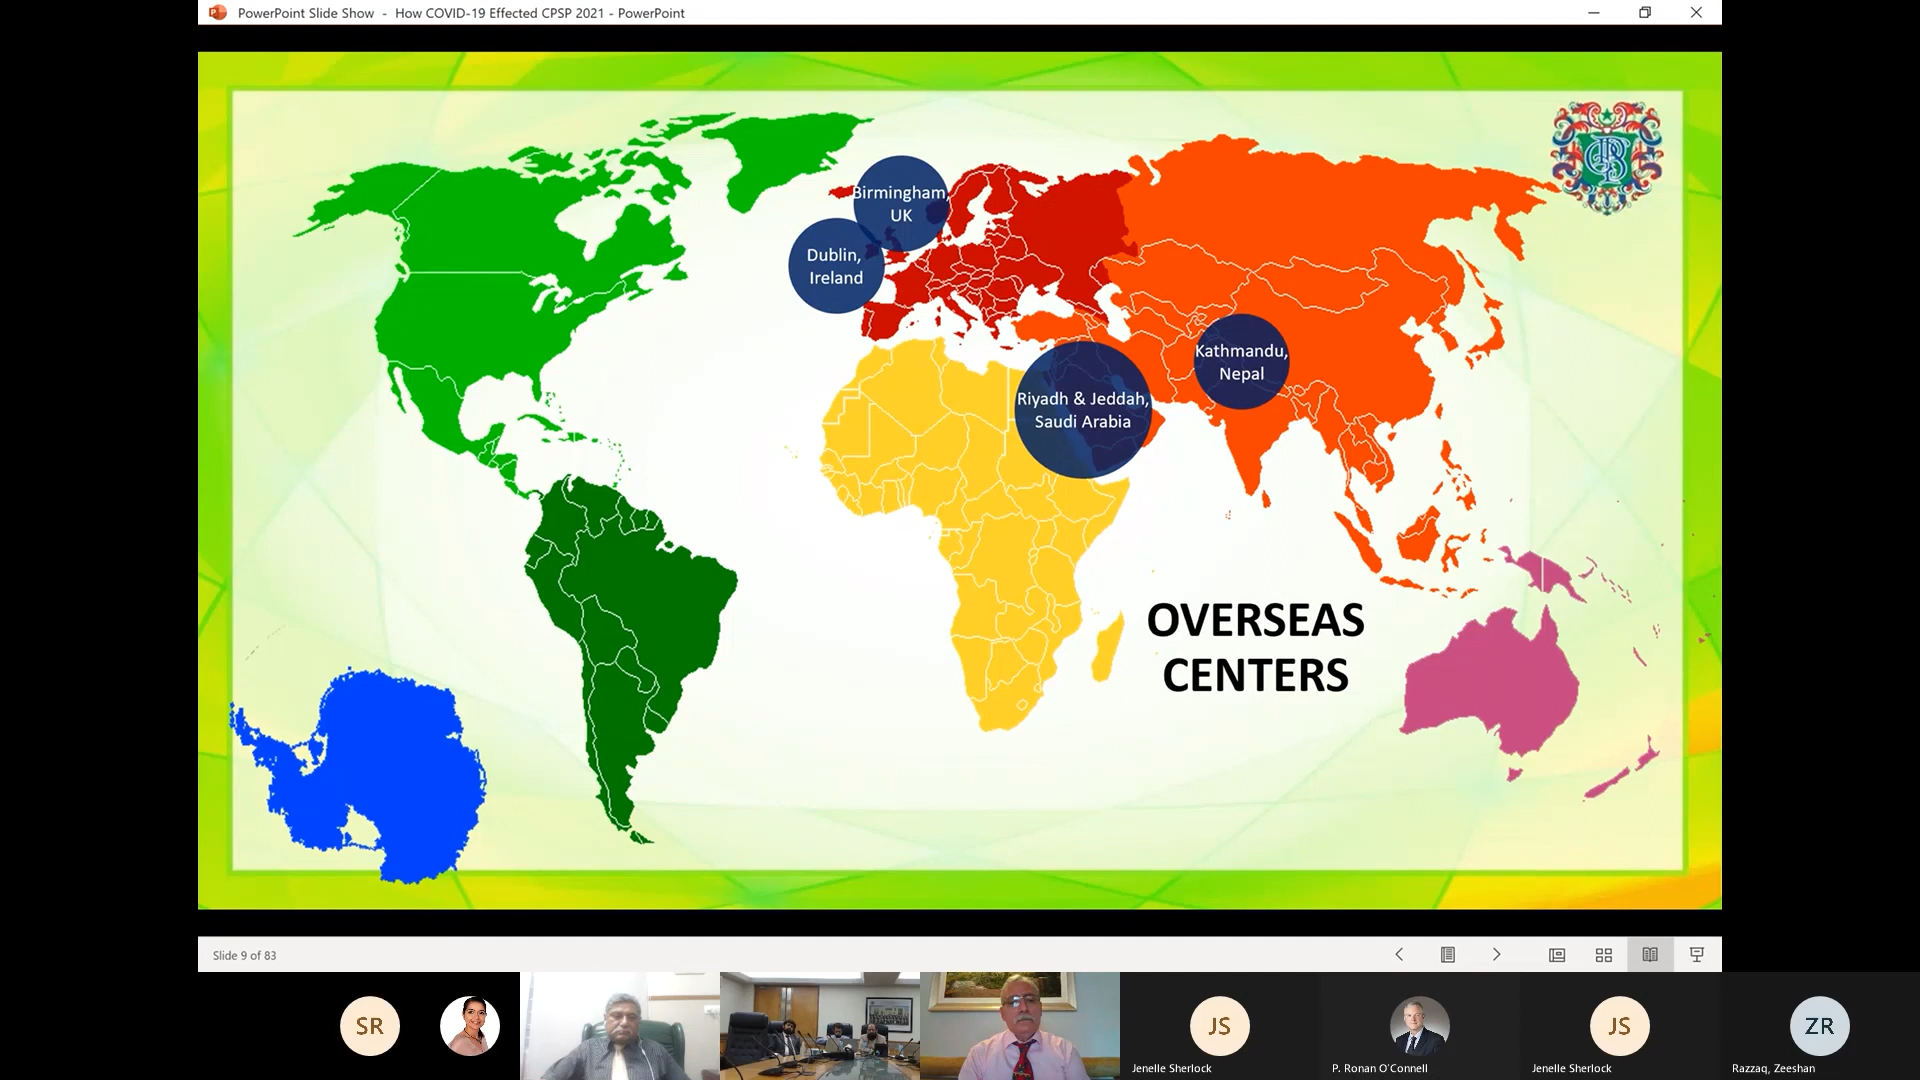 PowerPoint Slide Show - How COVID-19 Effected CPSP 2021 - PowerPoint
Birmingham,
UK
Dublin,
Ireland
Kathmandu,
Nepal
Riyadh & Jeddah,
Saudi Arabia
OVERSEAS
CENTERS
Slide 9 of 83
SR
JS
JS
ZR
Jenelle Sherlock
P. Ronan O'Connell
Jenelle Sherlock
Razzaq, Zeeshan